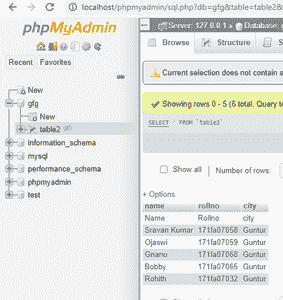 localhost/phpmyadmin/sql.php?db=gfg&table=table2&
phpMyAdmin
Server: 127.0.0.1 » Database: g
Browse Structure
Recent Favorites
Current selection does not contain a
New
gfg
New
table2
information_schema
mysql
performance_schema
phpmyadmin
test
Showing rows 0 - 5 (6 total, Query to
SELECT * FROM `table2`
Show all Number of rows:
+ Options
name rollno city
Name Rollno city
Sravan Kumar 171fa07058 Guntur
Ojaswi 171fa07059 Guntur
Gnanu 171fa07068 Guntur
Bobby 171fa07065 Guntur
Rohith 171fa07032 Guntur